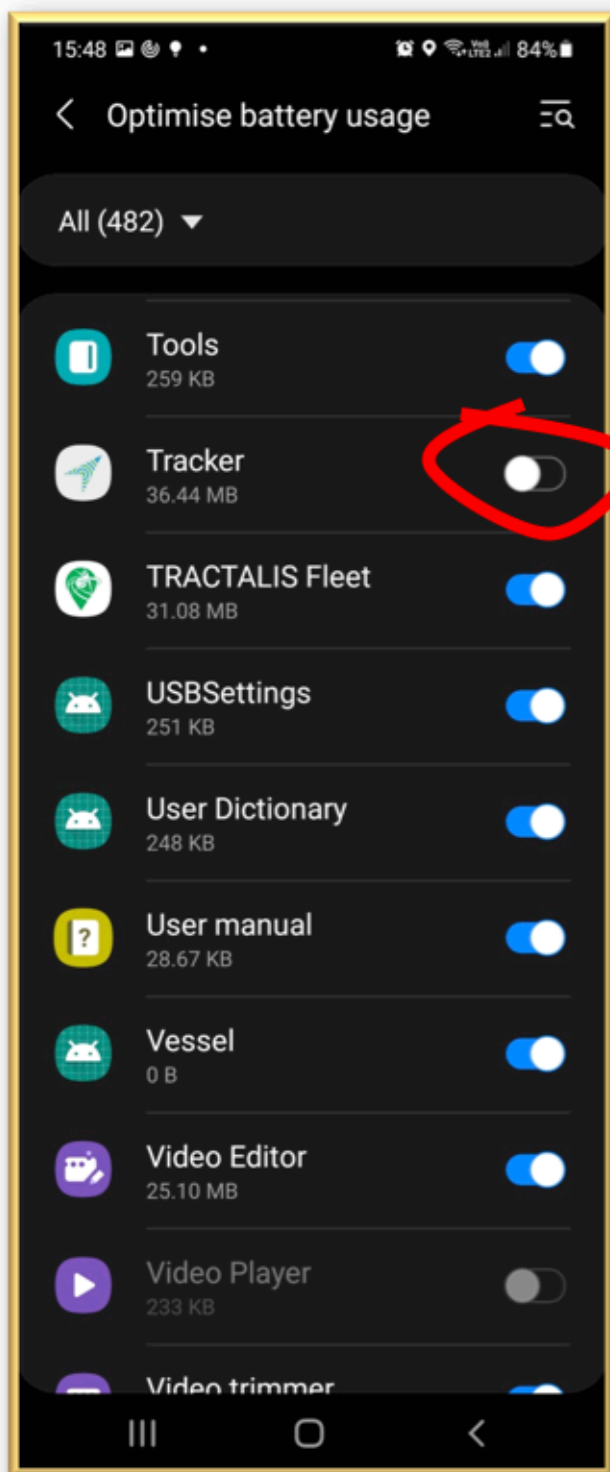 15:48 84%
Optimise battery usage
All (482)
Tools
259 KB
Tracker
36.44 MB
TRACTALIS Fleet
31.08 MB
USBSettings
251 KB
User Dictionary
248 KB
User manual
28.67 KB
Vessel
0 B
Video Editor
25.10 MB
Video Player
233 KB
Video trimmer